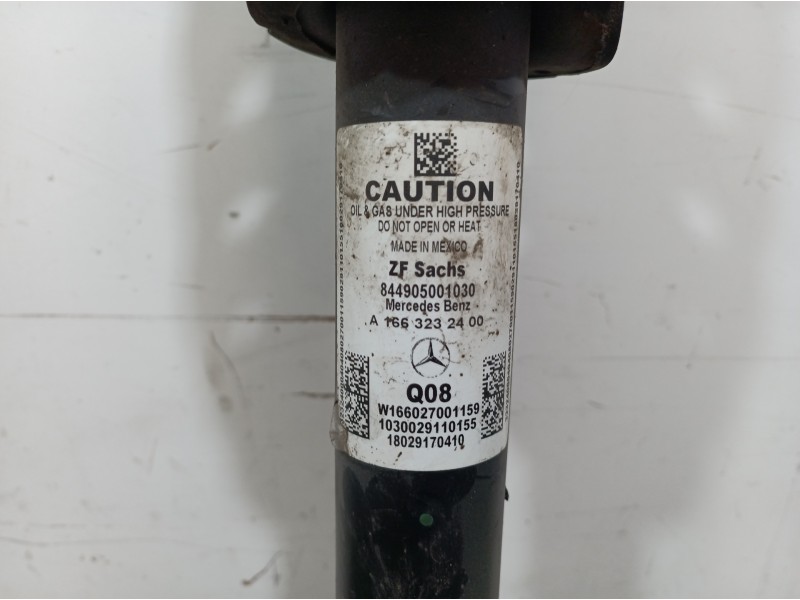 CAUTION
OIL & GAS UNDER HIGH PRESSURE
DO NOT OPEN OR HEAT
MADE IN MEXICO
ZF Sachs
844905001030
Mercedes Benz
A 166 323 24 00
Q08
W166027001159
1030029110155
18029170410